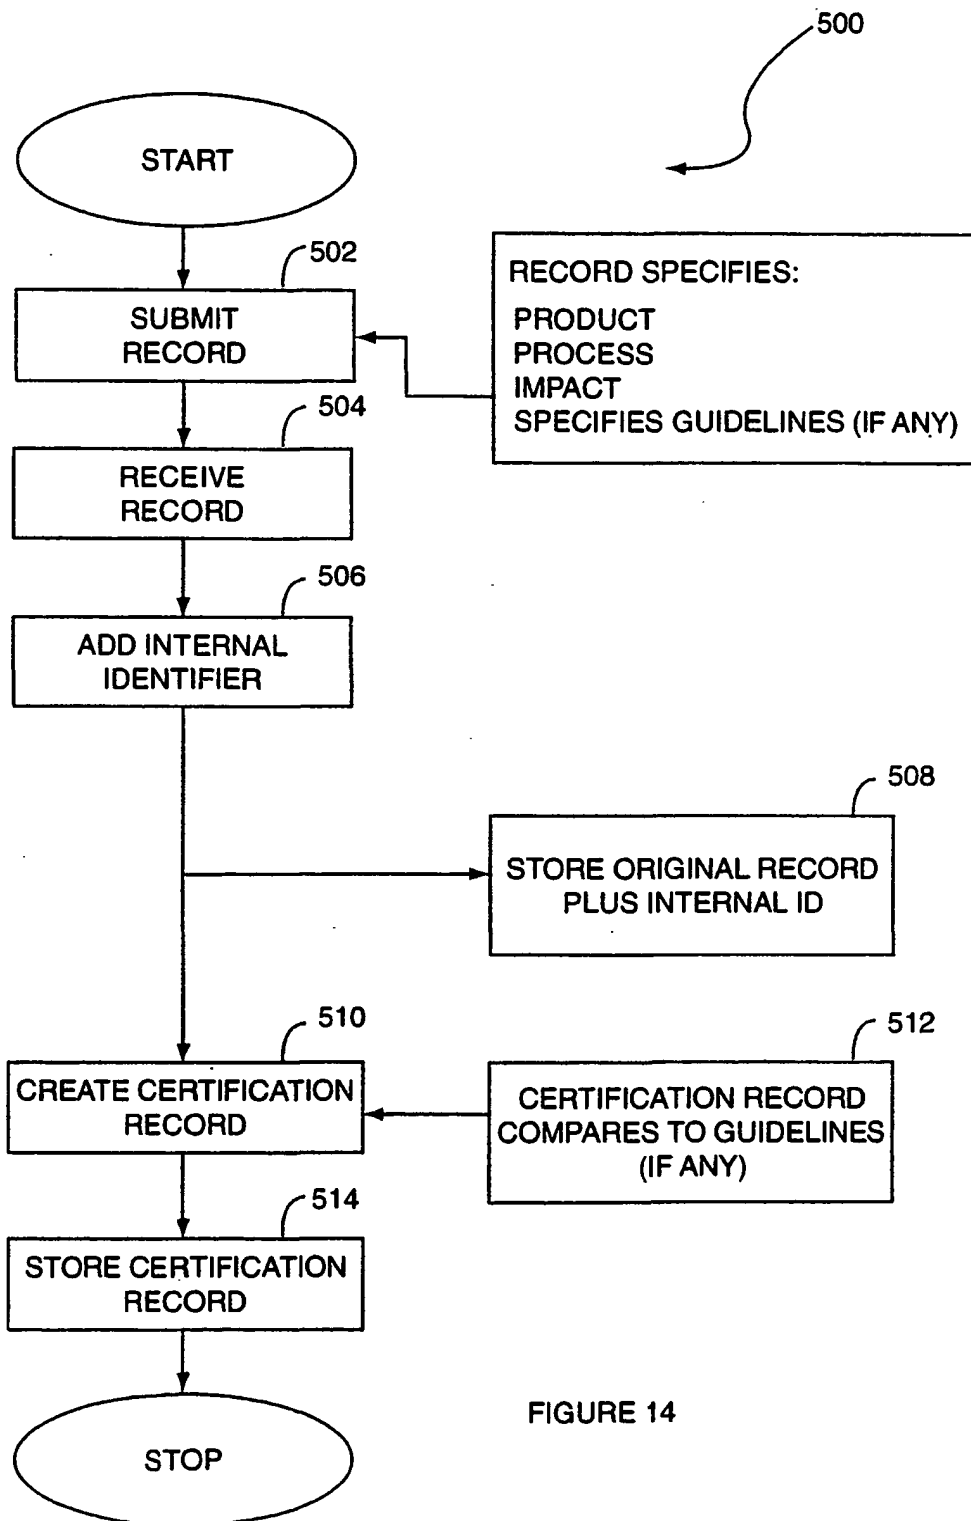 500
START
502
SUBMIT
RECORD
RECORD SPECIFIES:
PRODUCT
PROCESS
IMPACT
SPECIFIES GUIDELINES (IF ANY)
504
RECEIVE
RECORD
506
ADD INTERNAL
IDENTIFIER
508
STORE ORIGINAL RECORD
PLUS INTERNAL ID
510
CREATE CERTIFICATION
RECORD
512
CERTIFICATION RECORD
COMPARES TO GUIDELINES
(IF ANY)
514
STORE CERTIFICATION
RECORD
STOP
FIGURE 14